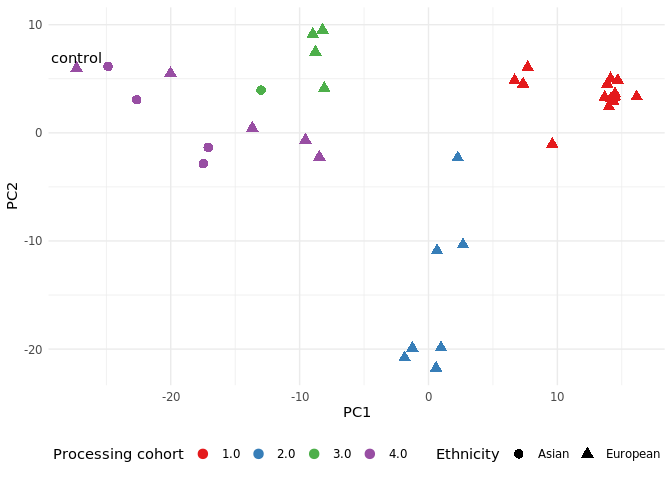 10
control
0
-10
-20
PC2
-20 -10 0 10
PC1
Processing cohort 1.0 2.0 3.0 4.0 Ethnicity Asian European